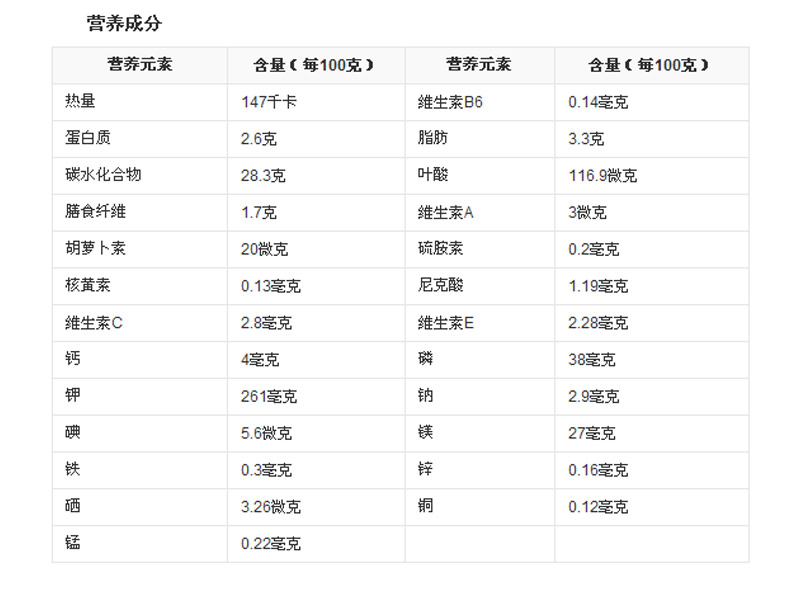 营养成分
营养元素 含量（每100克） 营养元素 含量（每100克）
热量 147千卡 维生素B6 0.14毫克
蛋白质 2.6克 脂肪 3.3克
碳水化合物 28.3克 叶酸 116.9微克
膳食纤维 1.7克 维生素A 3微克
胡萝卜素 20微克 硫胺素 0.2毫克
核黄素 0.13毫克 尼克酸 1.19毫克
维生素C 2.8毫克 维生素E 2.28毫克
钙 4毫克 磷 38毫克
钾 261毫克 钠 2.9毫克
碘 5.6微克 镁 27毫克
铁 0.3毫克 锌 0.16毫克
硒 3.26微克 铜 0.12毫克
锰 0.22毫克